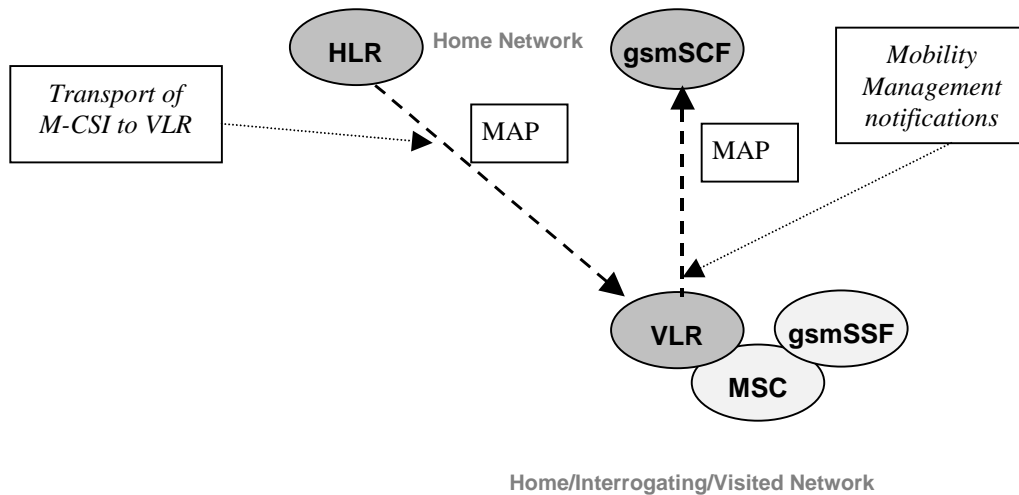 HLR
Home Network
gsmSCF
Mobility
Management
notifications
Transport of
M-CSI to VLR
MAP
MAP
VLR
gsmSSF
MSC
Home/Interrogating/Visited Network